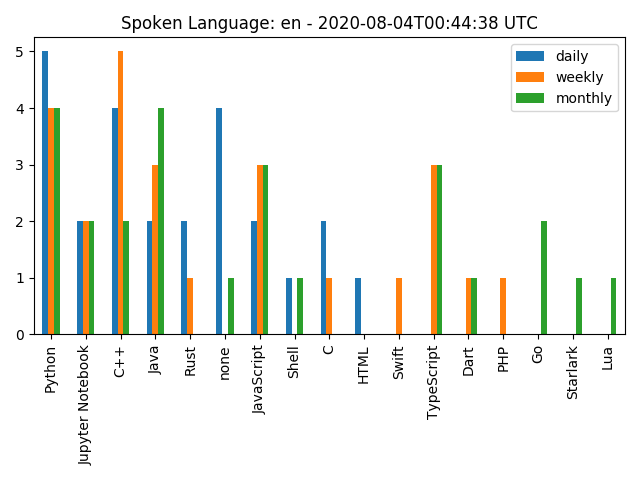 Spoken Language: en - 2020-08-04T00:44:38 UTC
daily
weekly
monthly
5
4
3
2
1
0
Python
Jupyter Notebook
C++
Java
Rust
none
JavaScript
Shell
C
HTML
Swift
TypeScript
Dart
PHP
Go
Starlark
Lua